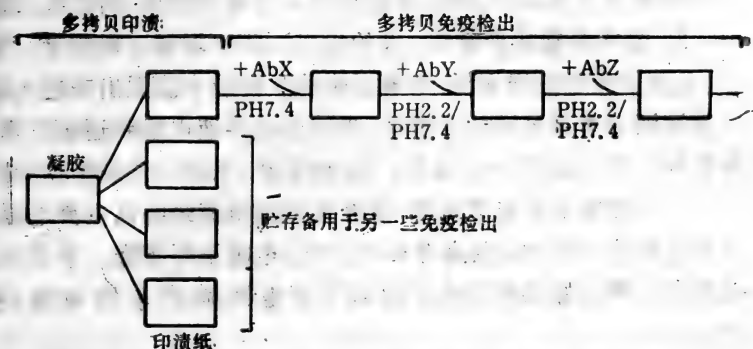 多拷贝印渍
多拷贝免疫检出
+AbX
+AbY
+AbZ
PH7.4
PH2.2/
PH7.4
PH2.2/
PH7.4
凝胶
贮存备用于另一些免疫检出
印渍纸